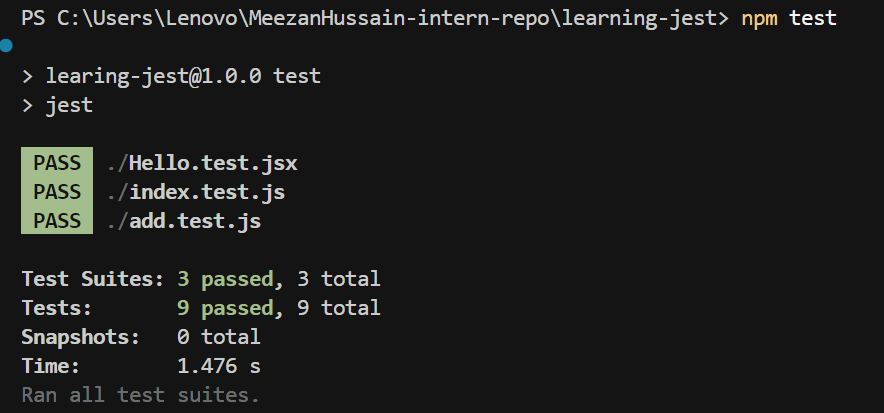 PS C:\Users\Lenovo\MeezanHussain-intern-repo\learning-jest> npm test
> learing-jest@1.0.0 test
> jest
PASS ./Hello.test.jsx
PASS ./index.test.js
PASS ./add.test.js
Test Suites: 3 passed, 3 total
Tests: 9 passed, 9 total
Snapshots: 0 total
Time: 1.476 s
Ran all test suites.